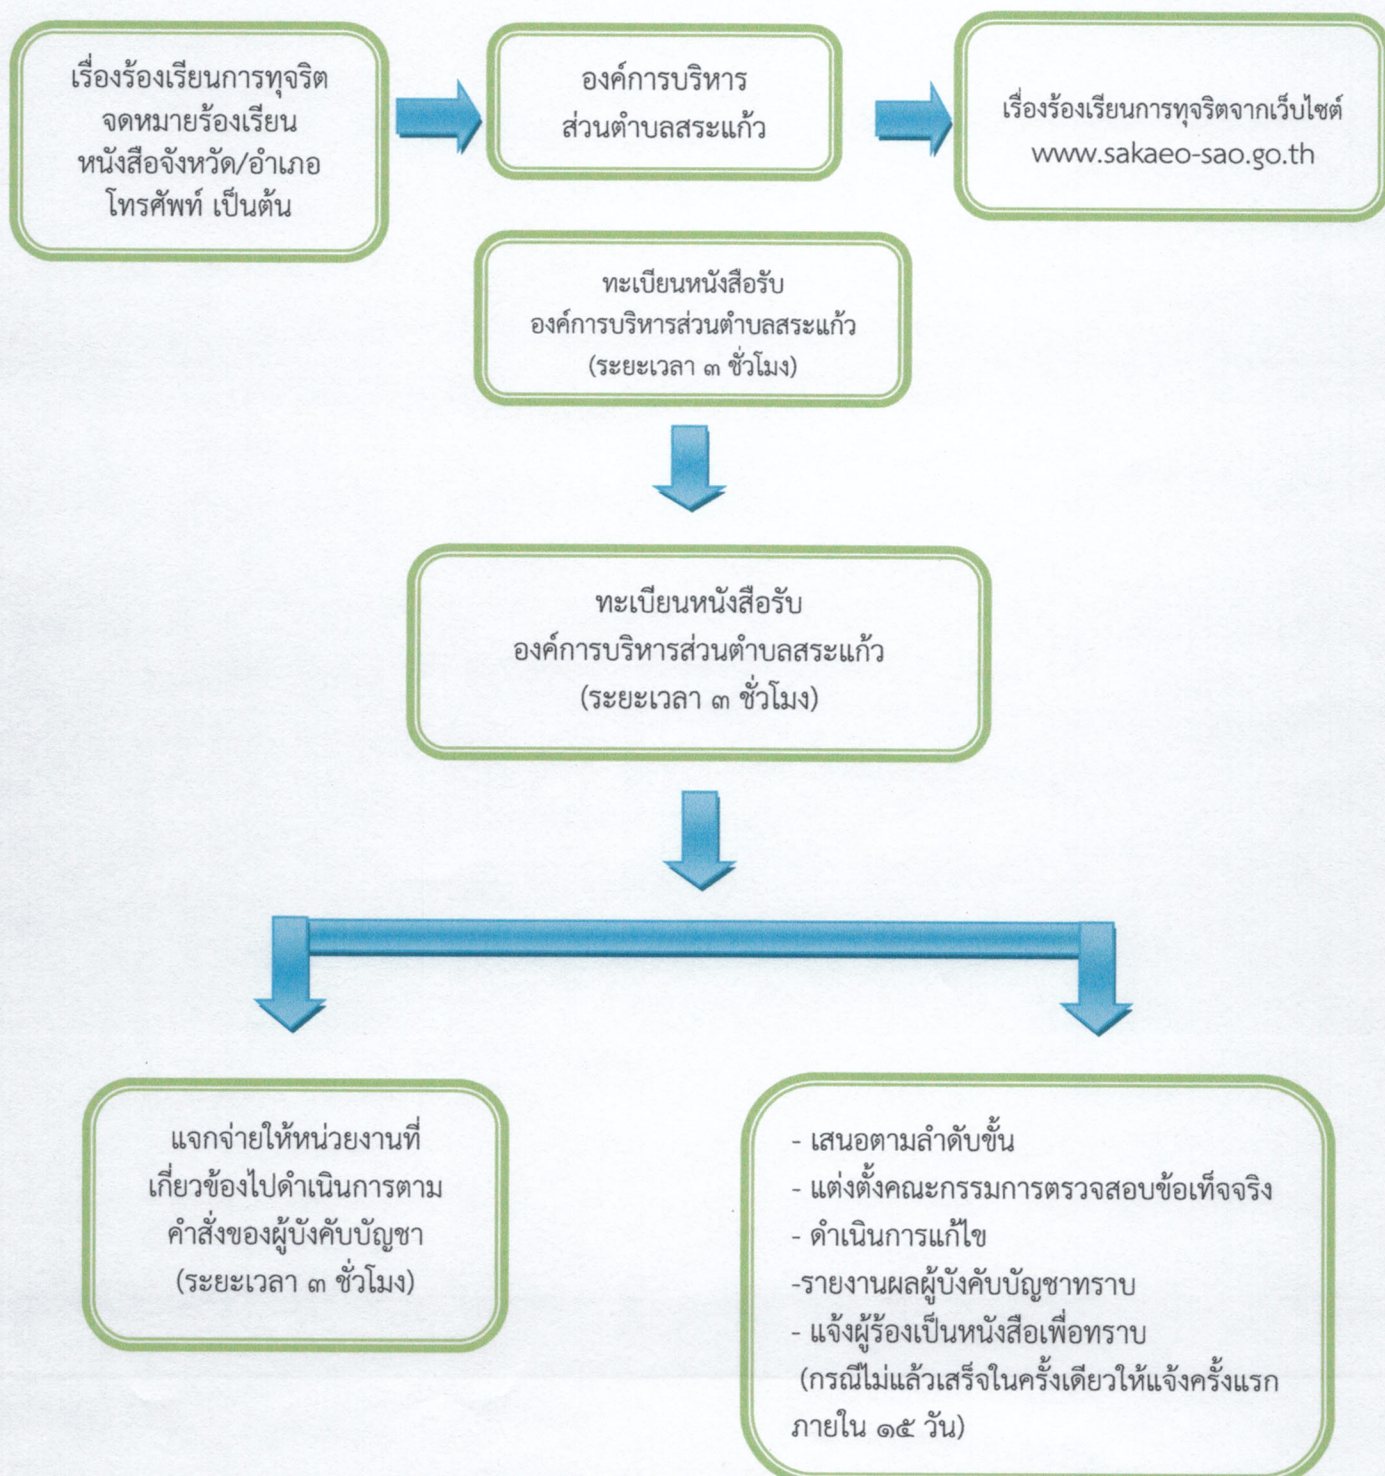 เรื่องร้องเรียนการทุจริต
จดหมายร้องเรียน
หนังสือจังหวัด/อำเภอ
โทรศัพท์ เป็นต้น
องค์การบริหาร
ส่วนตำบลสระแก้ว
เรื่องร้องเรียนการทุจริตจากเว็บไซต์
www.sakaeo-sao.go.th
ทะเบียนหนังสือรับ
องค์การบริหารส่วนตำบลสระแก้ว
(ระยะเวลา ๓ ชั่วโมง)
ทะเบียนหนังสือรับ
องค์การบริหารส่วนตำบลสระแก้ว
(ระยะเวลา ๓ ชั่วโมง)
แจกจ่ายให้หน่วยงานที่
เกี่ยวข้องไปดำเนินการตาม
คำสั่งของผู้บังคับบัญชา
(ระยะเวลา ๓ ชั่วโมง)
- เสนอตามลำดับขั้น
- แต่งตั้งคณะกรรมการตรวจสอบข้อเท็จจริง
- ดำเนินการแก้ไข
-รายงานผลผู้บังคับบัญชาทราบ
- แจ้งผู้ร้องเป็นหนังสือเพื่อทราบ
(กรณีไม่แล้วเสร็จในครั้งเดียวให้แจ้งครั้งแรก
ภายใน ๑๕ วัน)